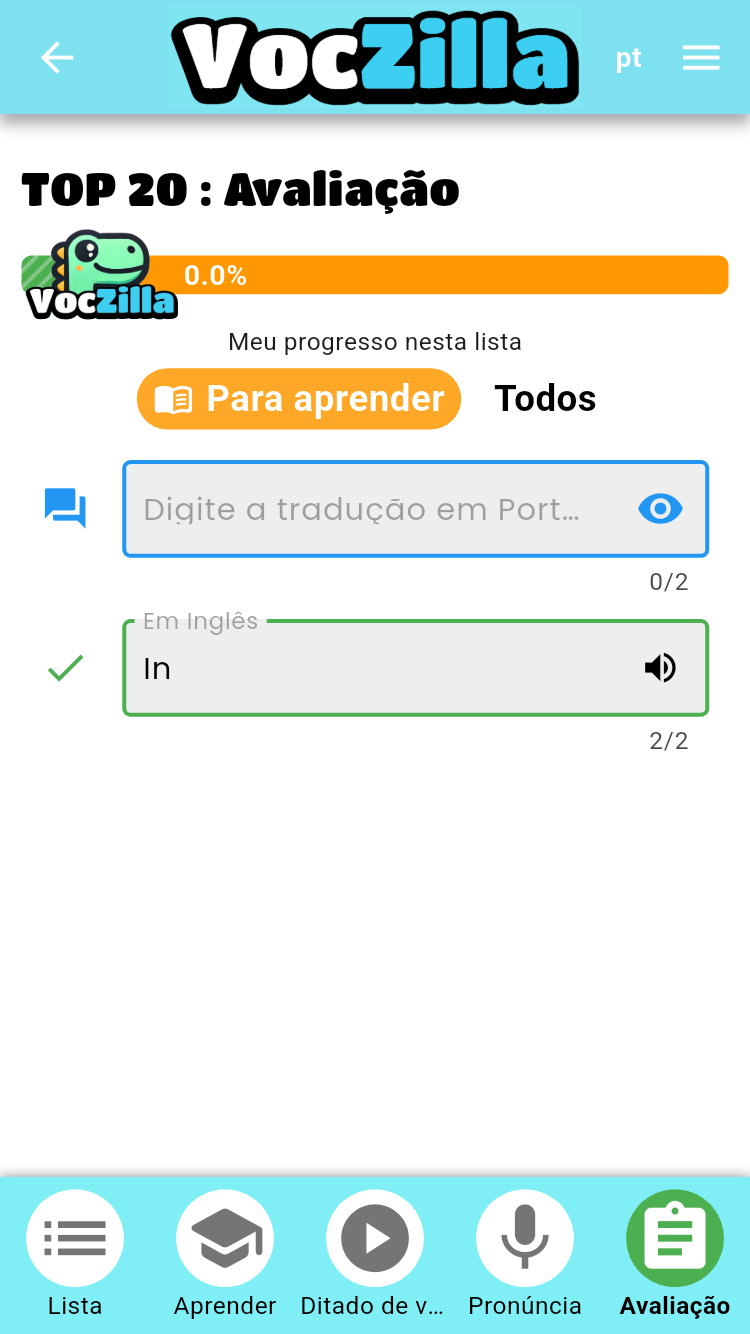 VocZilla
pt
TOP 20 : Avaliação
0.0%
VocZilla
Meu progresso nesta lista
Para aprender
Todos
Digite a tradução em Port...
0/2
Em Inglês
In
2/2
Lista
Aprender
Ditado de v...
Pronúncia
Avaliação